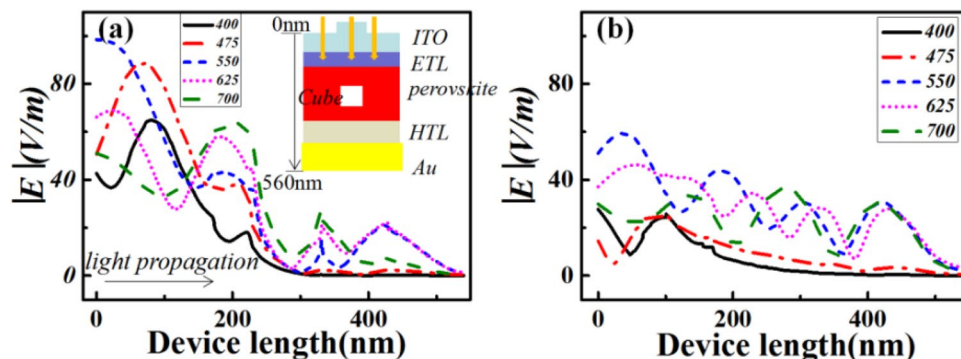 (a)
400
475
550
625
700
0nm
ITO
ETL
perovskite
Cube
HTL
Au
560nm
light propagation
|E|(V/m)
80
40
0
0
200
400
Device length(nm)
(b)
400
475
550
625
700
|E|(V/m)
80
40
0
0
200
400
Device length(nm)